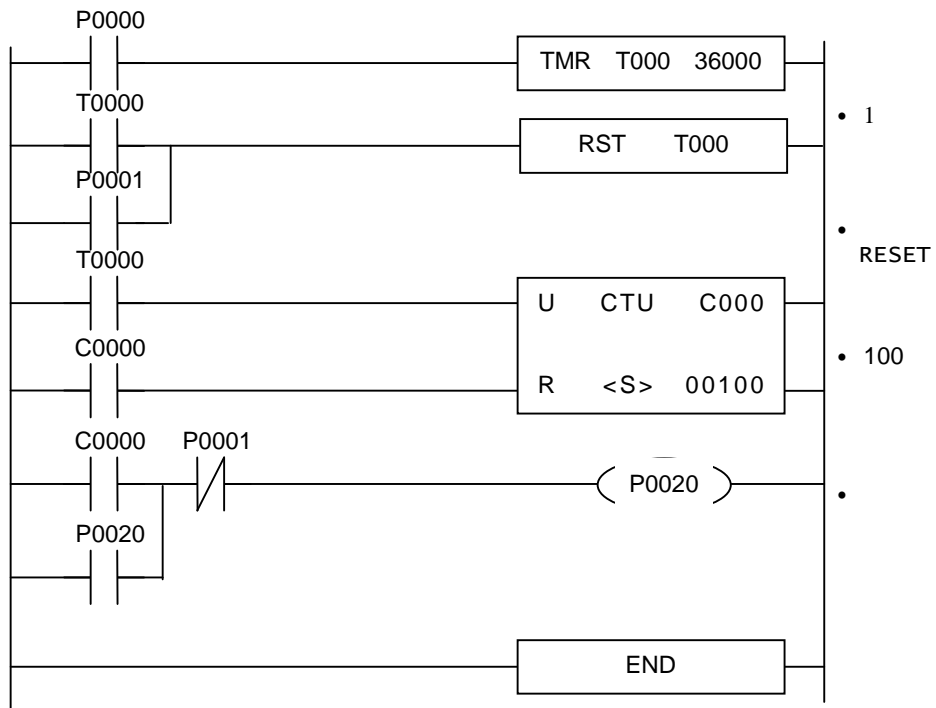 P0000
TMR T000 36000
T0000
• 1
RST T000
P0001
•
RESET
T0000
U CTU C000
C0000
• 100
R <S> 00100
C0000 P0001
P0020
•
P0020
END